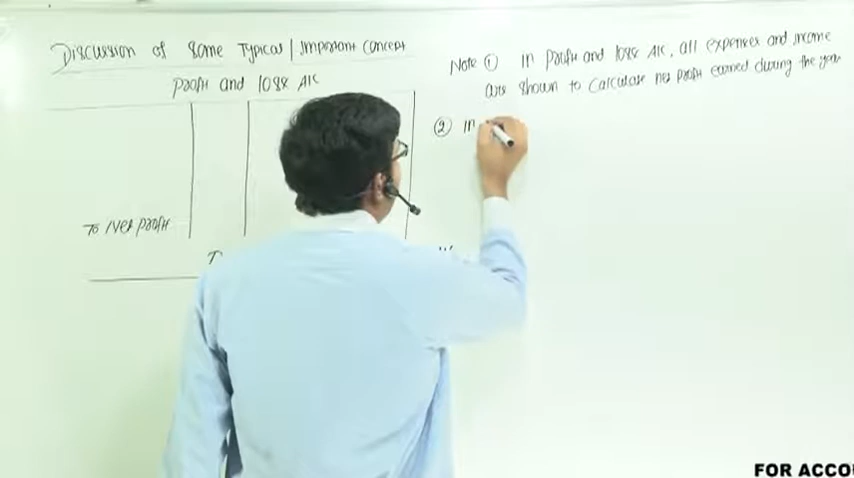 Discussion of some Typical | Important concept
Profit and loss A/C
To Net profit
Note ① In Profit and loss A/C, all expenses and income
are shown to calculate net profit earned during the year
② In
FOR ACCO